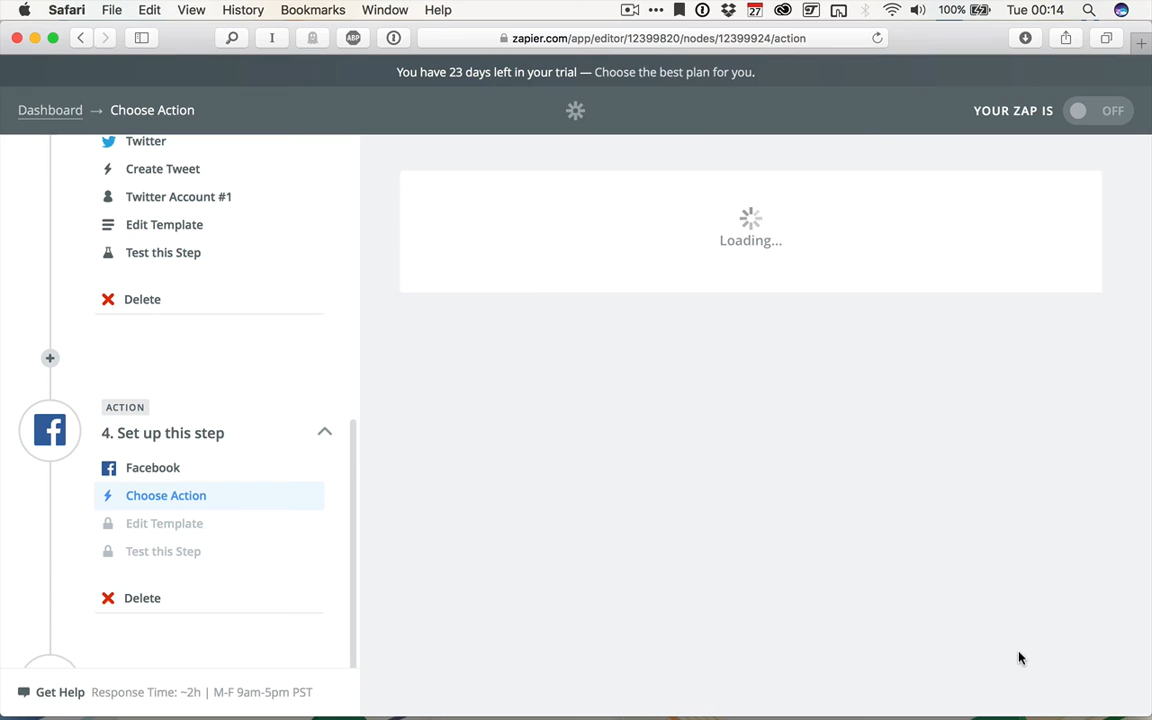 Safari File Edit View History Bookmarks Window Help 100% Tue 00:14
zapier.com/app/editor/12399820/nodes/12399924/action
You have 23 days left in your trial — Choose the best plan for you.
Dashboard → Choose Action
YOUR ZAP IS OFF
Twitter
Create Tweet
Twitter Account #1
Edit Template
Test this Step
Delete
Loading...
ACTION
4. Set up this step
Facebook
Choose Action
Edit Template
Test this Step
Delete
Get Help Response Time: ~2h | M-F 9am-5pm PST
27
ABP